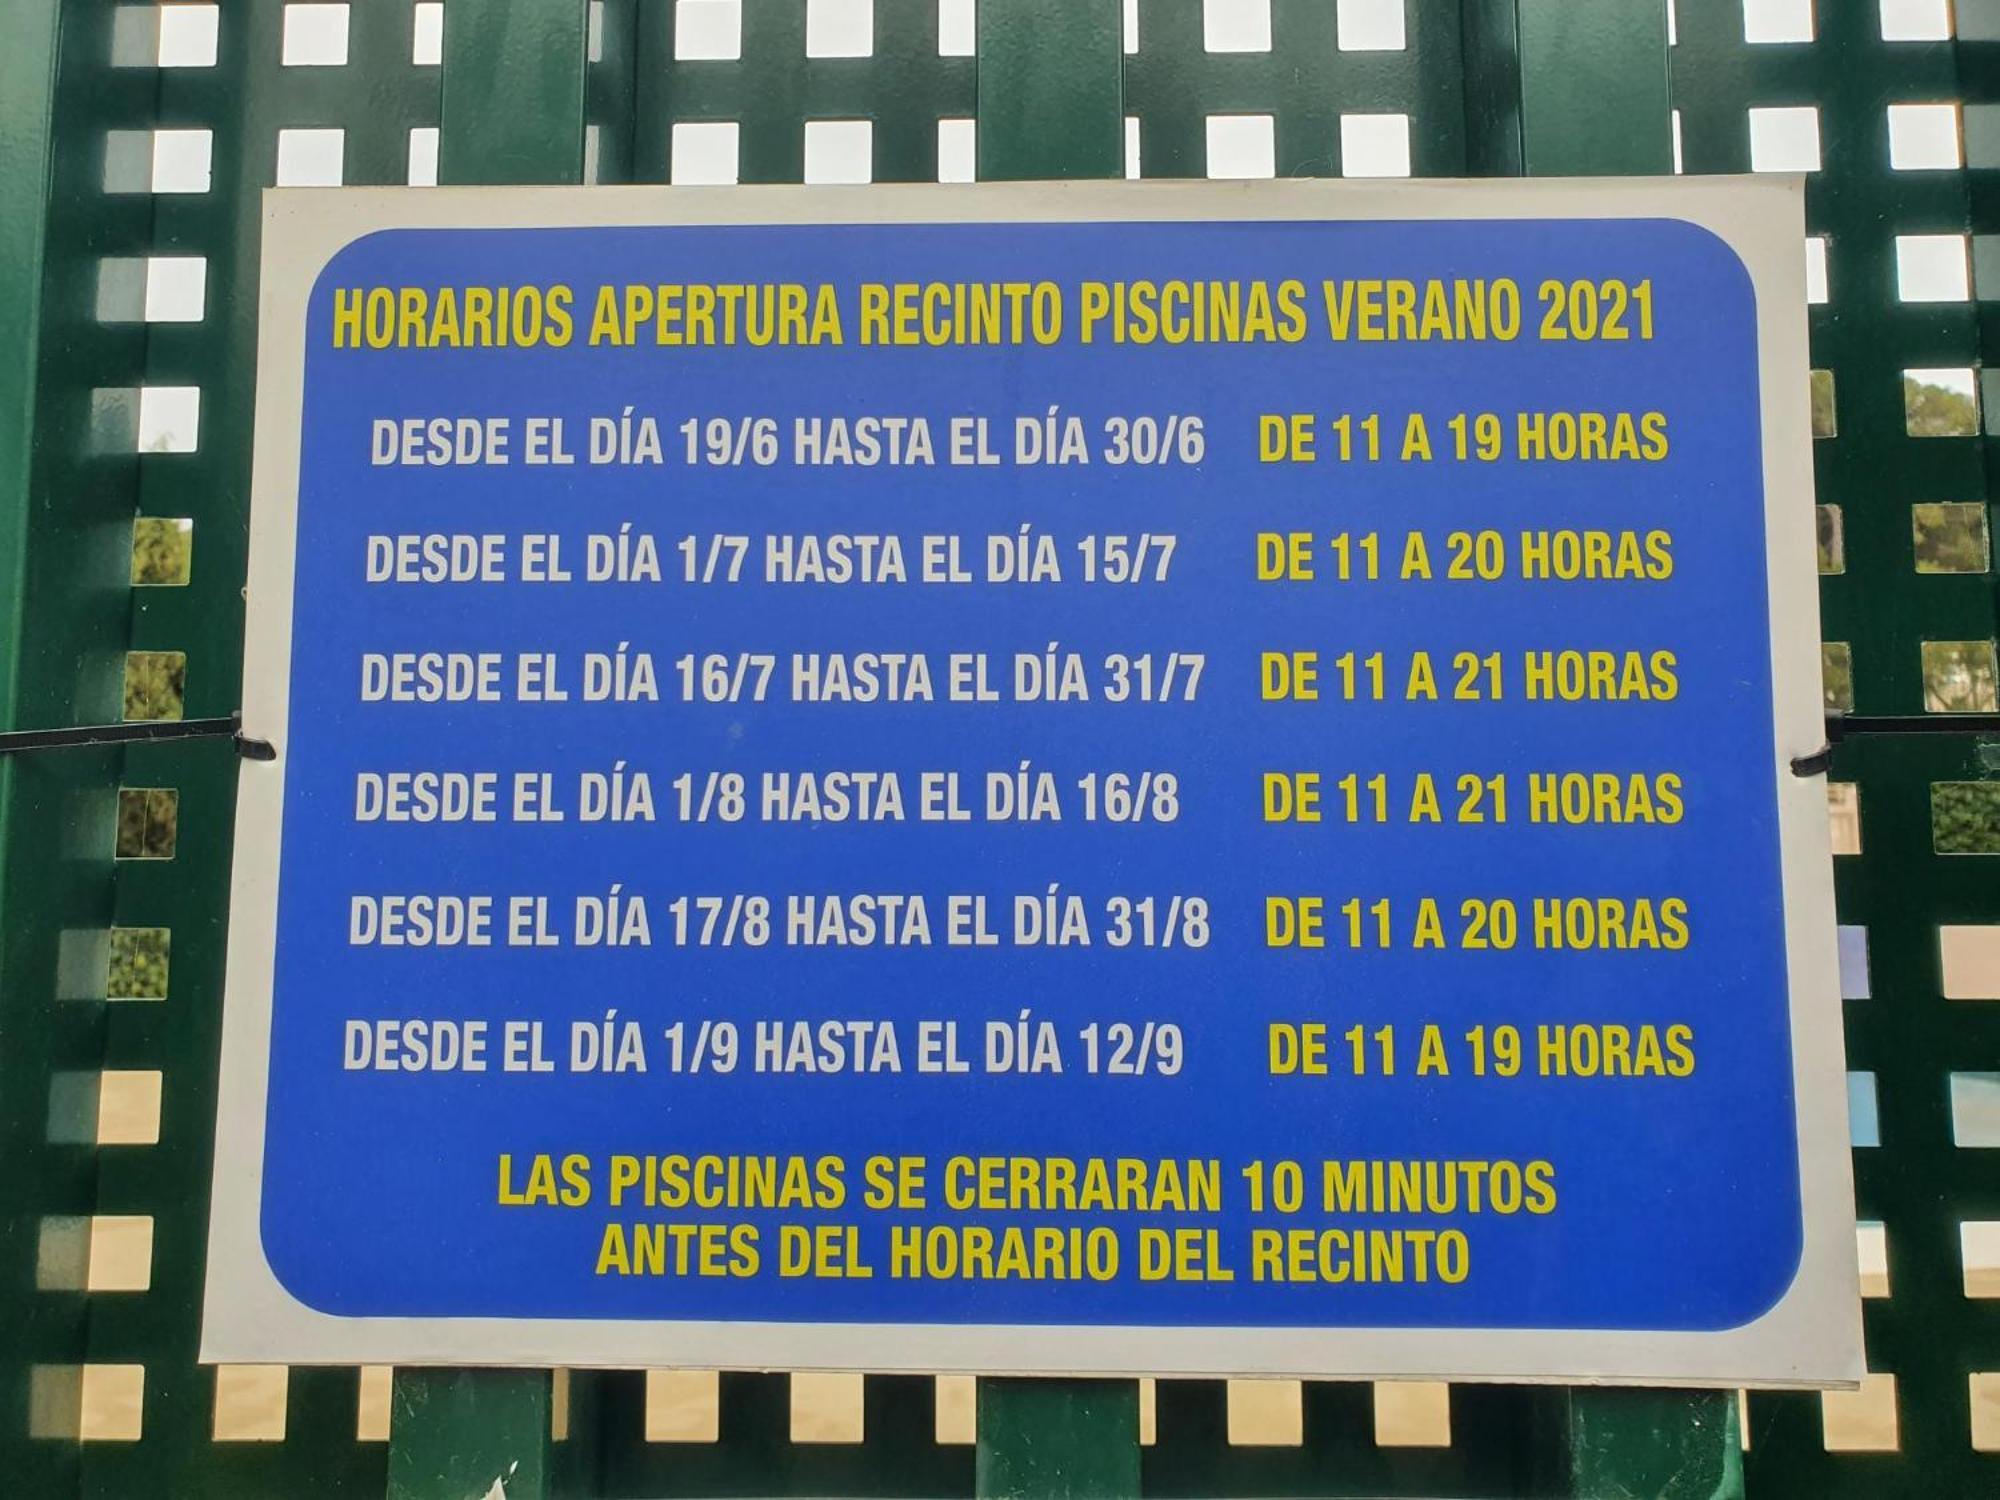 HORARIOS APERTURA RECINTO PISCINAS VERANO 2021
DESDE EL DÍA 19/6 HASTA EL DÍA 30/6 DE 11 A 19 HORAS
DESDE EL DÍA 1/7 HASTA EL DÍA 15/7 DE 11 A 20 HORAS
DESDE EL DÍA 16/7 HASTA EL DÍA 31/7 DE 11 A 21 HORAS
DESDE EL DÍA 1/8 HASTA EL DÍA 16/8 DE 11 A 21 HORAS
DESDE EL DÍA 17/8 HASTA EL DÍA 31/8 DE 11 A 20 HORAS
DESDE EL DÍA 1/9 HASTA EL DÍA 12/9 DE 11 A 19 HORAS
LAS PISCINAS SE CERRARAN 10 MINUTOS
ANTES DEL HORARIO DEL RECINTO